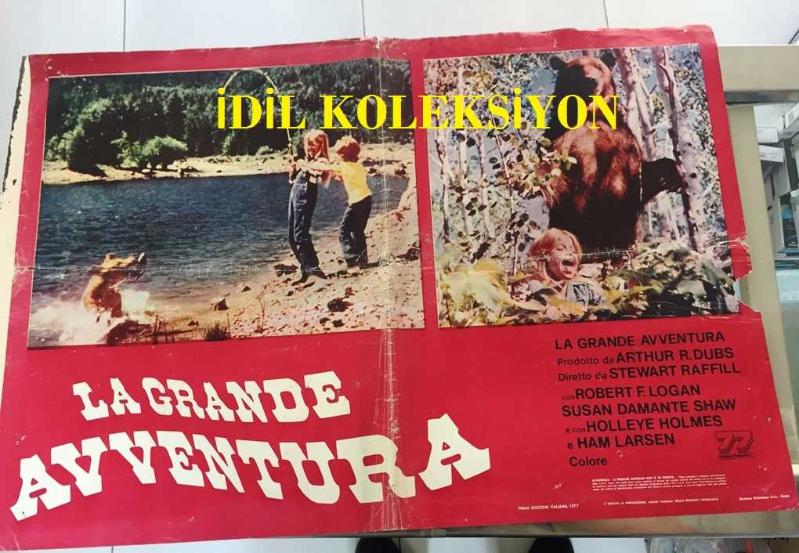 İDİL KOLEKSİYON
LA GRANDE
AVVENTURA
LA GRANDE AVVENTURA
Prodotto da ARTHUR R. DUBS
Diretto da STEWART RAFFILL
con ROBERT F. LOGAN
SUSAN DAMANTE SHAW
e con HOLLEYE HOLMES
e HAM LARSEN
Colore
PRIMA EDIZIONE ITALIANA 1977